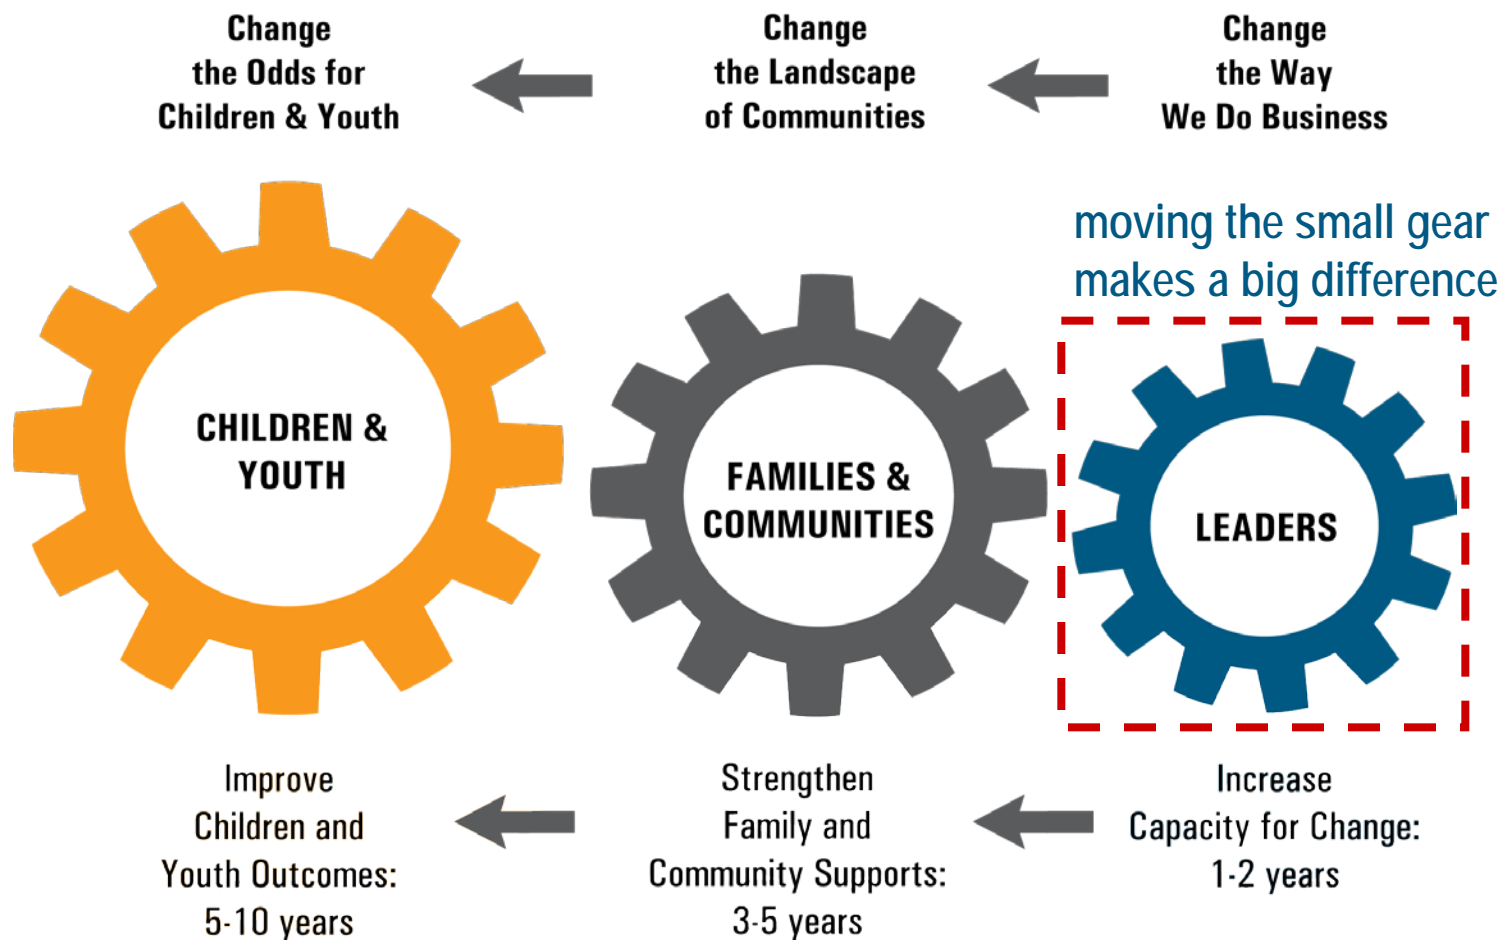 Change
the Odds for
Children & Youth
Change
the Landscape
of Communities
Change
the Way
We Do Business
moving the small gear
makes a big difference
CHILDREN &
YOUTH
FAMILIES &
COMMUNITIES
LEADERS
Improve
Children and
Youth Outcomes:
5-10 years
Strengthen
Family and
Community Supports:
3-5 years
Increase
Capacity for Change:
1-2 years